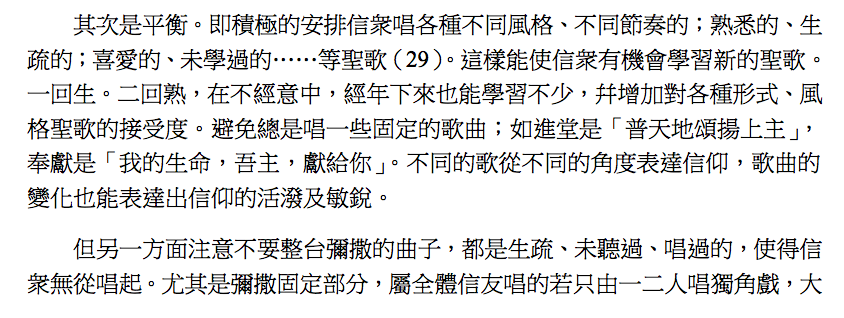 其次是平衡。即積極的安排信衆唱各種不同風格、不同節奏的；熟悉的、生
疏的；喜愛的、未學過的……等聖歌（29）。這樣能使信衆有機會學習新的聖歌。
一回生。二回熟，在不經意中，經年下來也能學習不少，幷增加對各種形式、風
格聖歌的接受度。避免總是唱一些固定的歌曲；如進堂是「普天地頌揚上主」，
奉獻是「我的生命，吾主，獻給你」。不同的歌從不同的角度表達信仰，歌曲的
變化也能表達出信仰的活潑及敏銳。
但另一方面注意不要整台彌撒的曲子，都是生疏、未聽過、唱過的，使得信
衆無從唱起。尤其是彌撒固定部分，屬全體信友唱的若只由一二人唱獨角戲，大